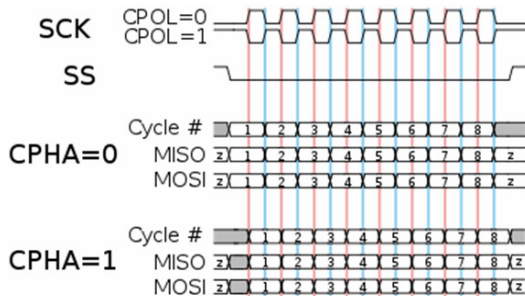 SCK CPOL=0
CPOL=1
SS
Cycle # 1 2 3 4 5 6 7 8
CPHA=0 MISO z 1 2 3 4 5 6 7 8 z
MOSI z 1 2 3 4 5 6 7 8 z
Cycle # 1 2 3 4 5 6 7 8
CPHA=1 MISO z 1 2 3 4 5 6 7 8 z
MOSI z 1 2 3 4 5 6 7 8 z